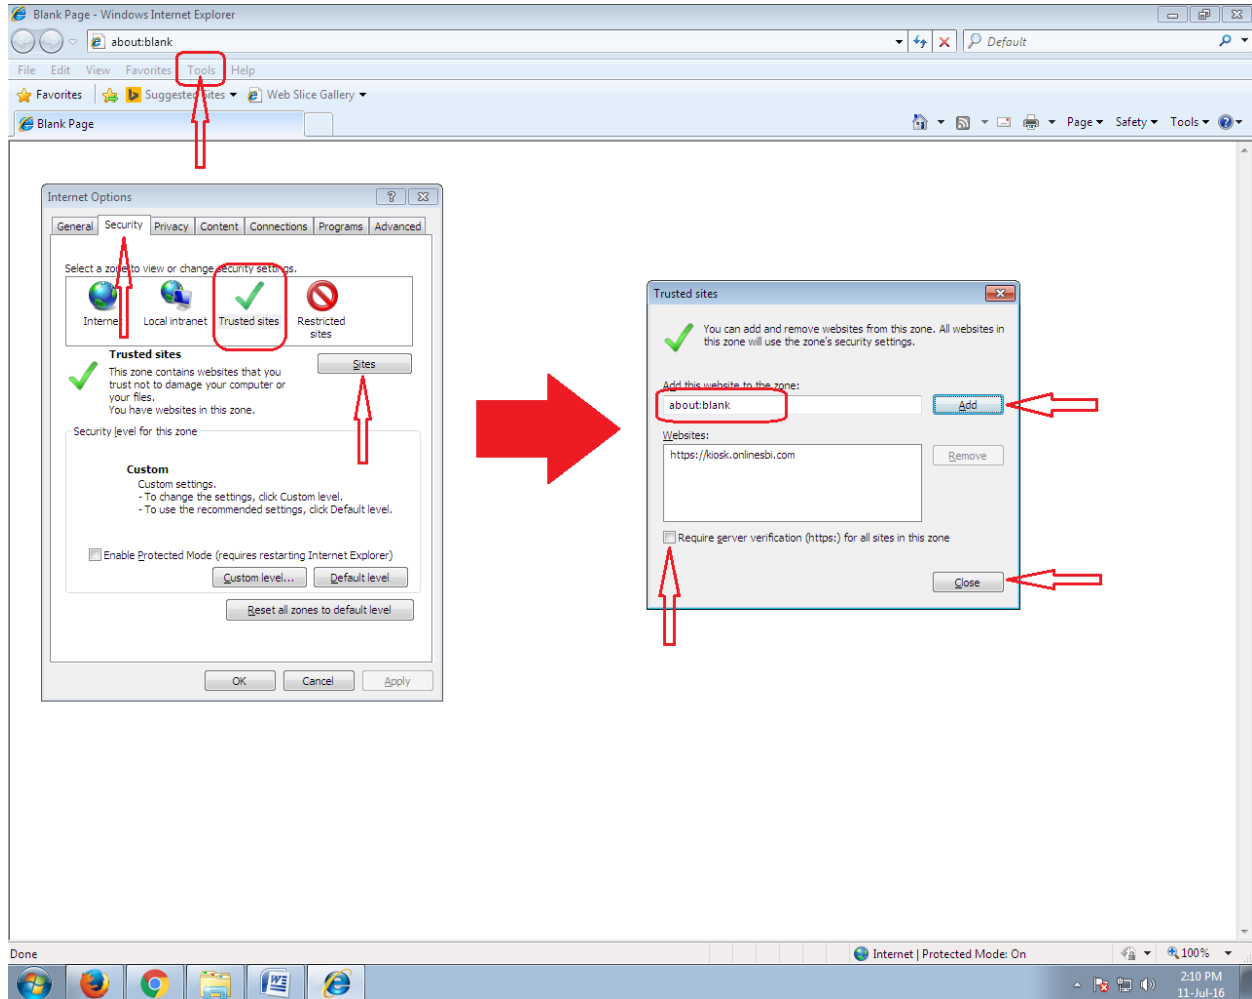 Blank Page - Windows Internet Explorer
about:blank
Default
File Edit View Favorites Tools Help
Favorites Suggested Sites Web Slice Gallery
Blank Page
Page Safety Tools
Internet Options
General Security Privacy Content Connections Programs Advanced
Select a zone to view or change security settings.
Internet Local intranet Trusted sites Restricted
sites
Trusted sites
Sites
This zone contains websites that you
trust not to damage your computer or
your files.
You have websites in this zone.
Security level for this zone
Custom
Custom settings.
- To change the settings, click Custom level.
- To use the recommended settings, click Default level.
Enable Protected Mode (requires restarting Internet Explorer)
Custom level... Default level
Reset all zones to default level
OK Cancel Apply
Trusted sites
You can add and remove websites from this zone. All websites in
this zone will use the zone's security settings.
Add this website to the zone:
about:blank Add
Websites:
https://kiosk.onlinesbi.com Remove
Require server verification (https:) for all sites in this zone
Close
Done Internet | Protected Mode: On 100%
2:10 PM
11-Jul-16